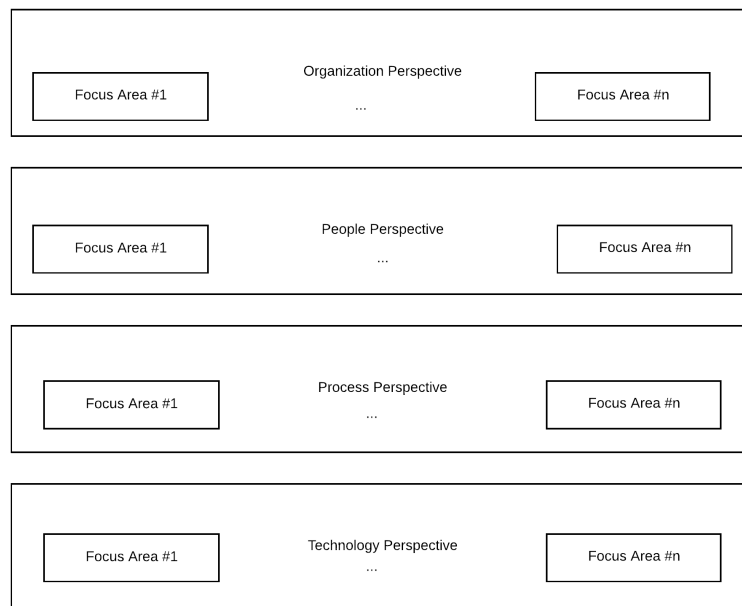 Organization Perspective
Focus Area #1
...
Focus Area #n
People Perspective
Focus Area #1
...
Focus Area #n
Process Perspective
Focus Area #1
...
Focus Area #n
Technology Perspective
Focus Area #1
...
Focus Area #n